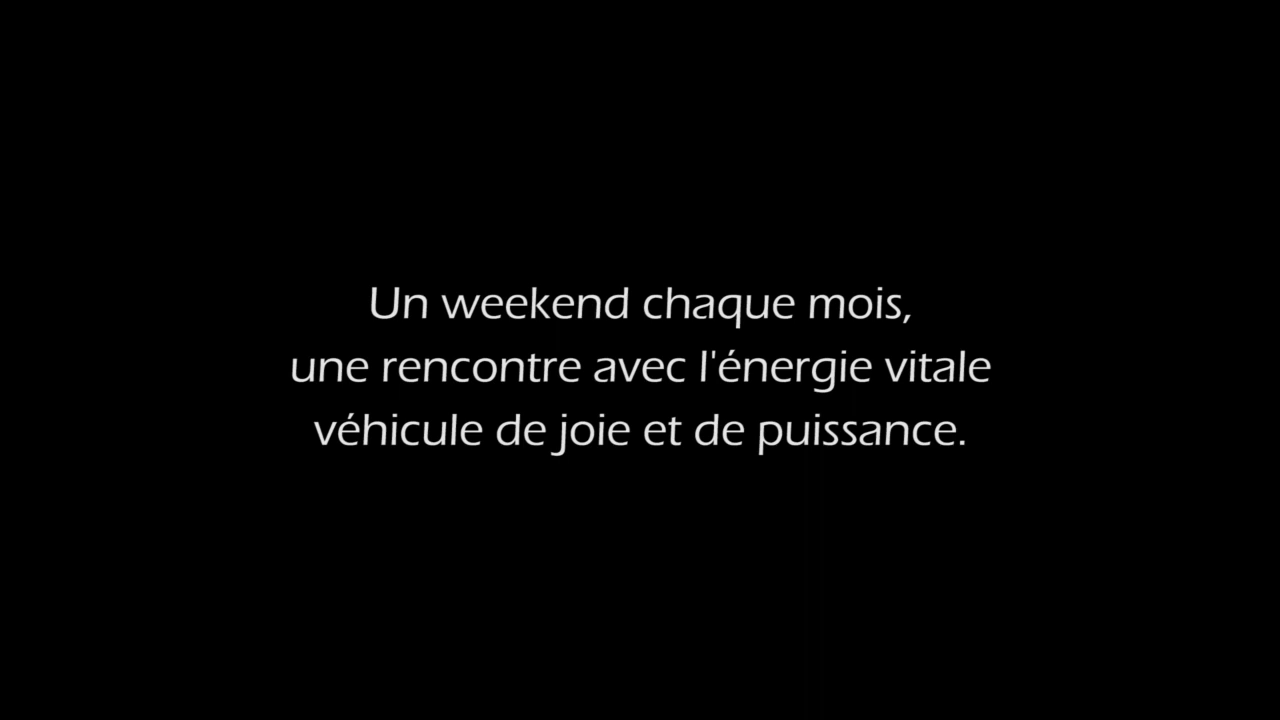 Un weekend chaque mois,
une rencontre avec l'énergie vitale
véhicule de joie et de puissance.